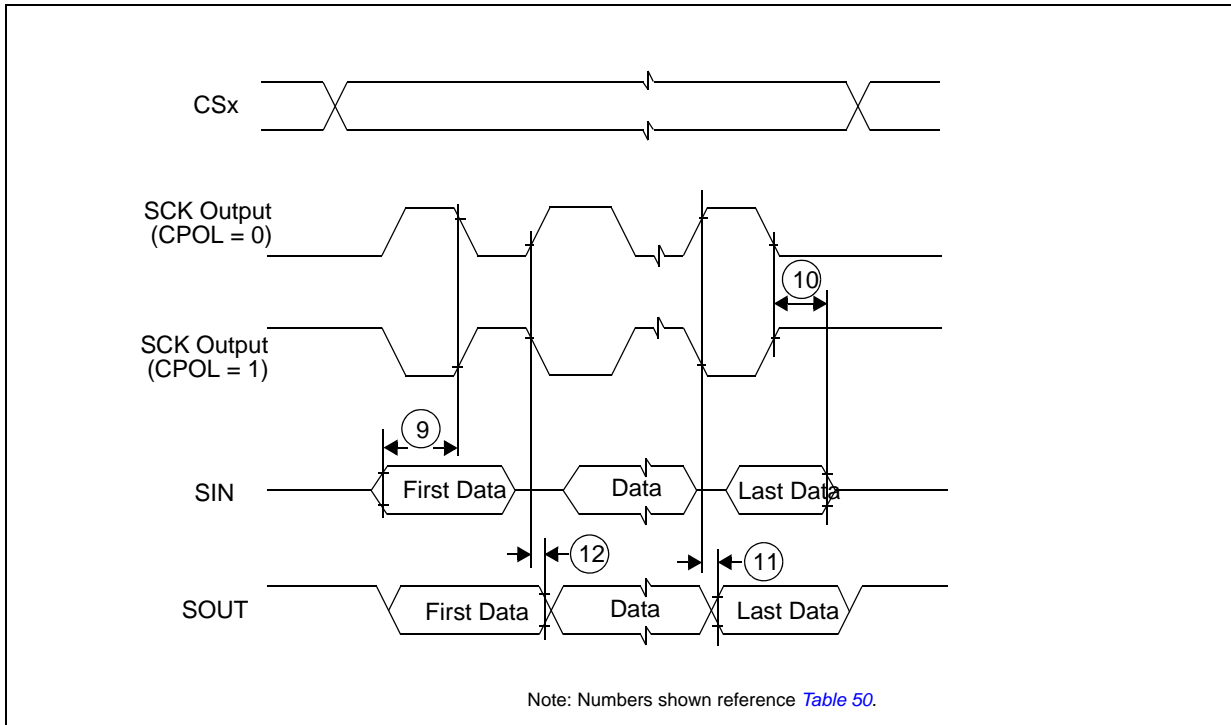 CSx
SCK Output
(CPOL = 0)
10
SCK Output
(CPOL = 1)
9
SIN
First Data
Data
Last Data
12
11
SOUT
First Data
Data
Last Data
Note: Numbers shown reference Table 50.